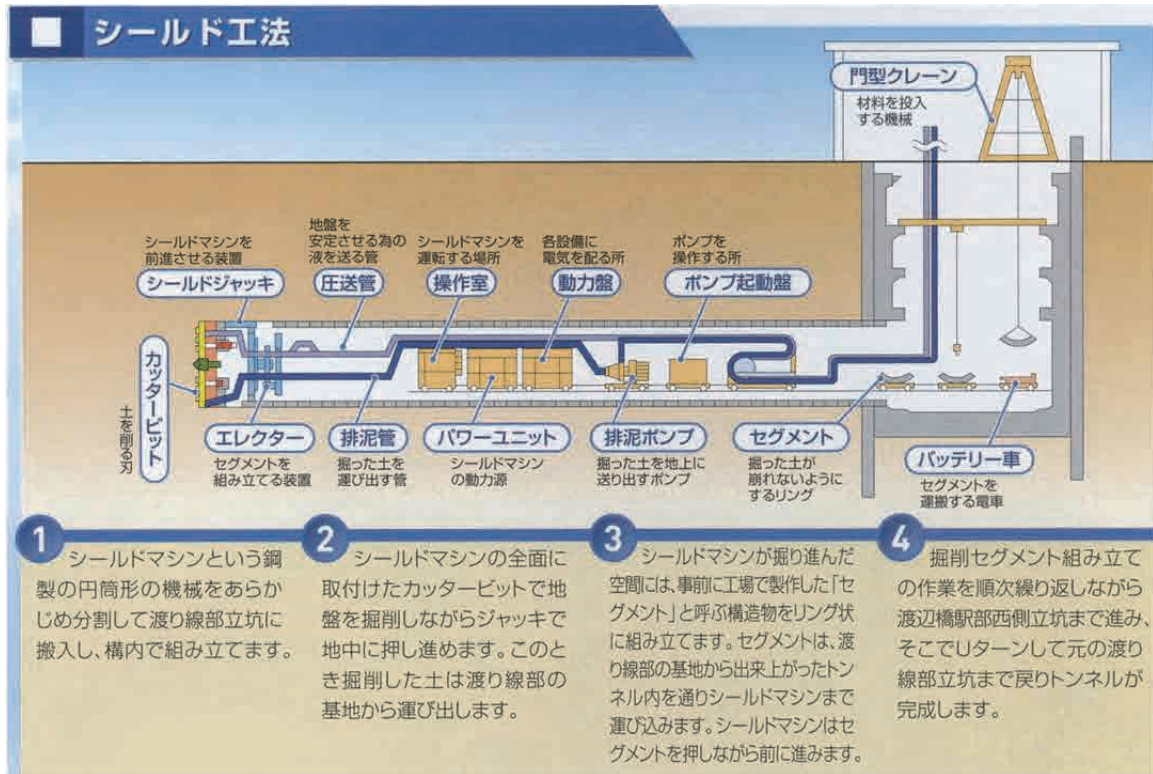 シールド工法
門型クレーン
材料を投入
する機械
シールドマシンを
前進させる装置
シールドジャッキ
地盤を
安定させる為の
液を送る管
圧送管
シールドマシンを
運転する場所
操作室
各設備に
電気を配る所
動力盤
ポンプを
操作する所
ポンプ起動盤
カッタービット
土を削る刃
エレクター
セグメントを
組み立てる装置
排泥管
掘った土を
運び出す管
パワーユニット
シールドマシン
の動力源
排泥ポンプ
掘った土を地上に
送り出すポンプ
セグメント
掘った土が
崩れないように
するリング
バッテリー車
セグメントを
運搬する電車
1
シールドマシンという鋼
製の円筒形の機械をあらか
じめ分割して渡り線部立坑に
搬入し、構内で組み立てます。
2
シールドマシンの全面に
取付けたカッタービットで地
盤を掘削しながらジャッキで
地中に押し進めます。このと
き掘削した土は渡り線部の
基地から運び出します。
3
シールドマシンが掘り進んだ
空間には、事前に工場で製作した「セ
グメント」と呼ぶ構造物をリング状
に組み立てます。セグメントは、渡
り線部の基地から出来上がったトン
ネル内を通りシールドマシンまで
運び込みます。シールドマシンはセ
グメントを押しながら前に進みます。
4
掘削セグメント組み立て
の作業を順次繰り返しながら
渡辺橋駅部西側立坑まで進み、
そこでUターンして元の渡り
線部立坑まで戻りトンネルが
完成します。